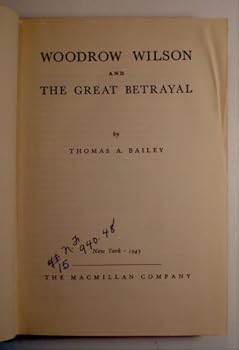 WOODROW WILSON
AND
THE GREAT BETRAYAL
by
THOMAS A. BAILEY
940.48
15
New York - 1945
THE MACMILLAN COMPANY